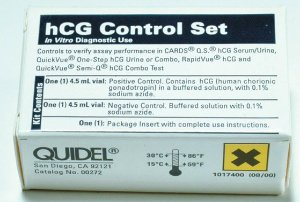 hCG Control Set
In Vitro Diagnostic Use
Controls to verify assay performance in CARDS® Q.S.® hCG Serum/Urine,
QuickVue® One-Step hCG Urine or Combo, RapidVue® hCG and
QuickVue® Semi-Q® hCG Combo Test
Kit Contents
One (1) 4.5 mL vial: Positive Control. Contains hCG (human chorionic
gonadotropin) in a buffered solution, with 0.1%
sodium azide.
One (1) 4.5 mL vial: Negative Control. Buffered solution with 0.1%
sodium azide.
One (1): Package Insert with complete use instructions.
QUIDEL®
San Diego, CA 92121
Catalog No. 00272
30°C 86°F
15°C 59°F
1017400 (08/00)